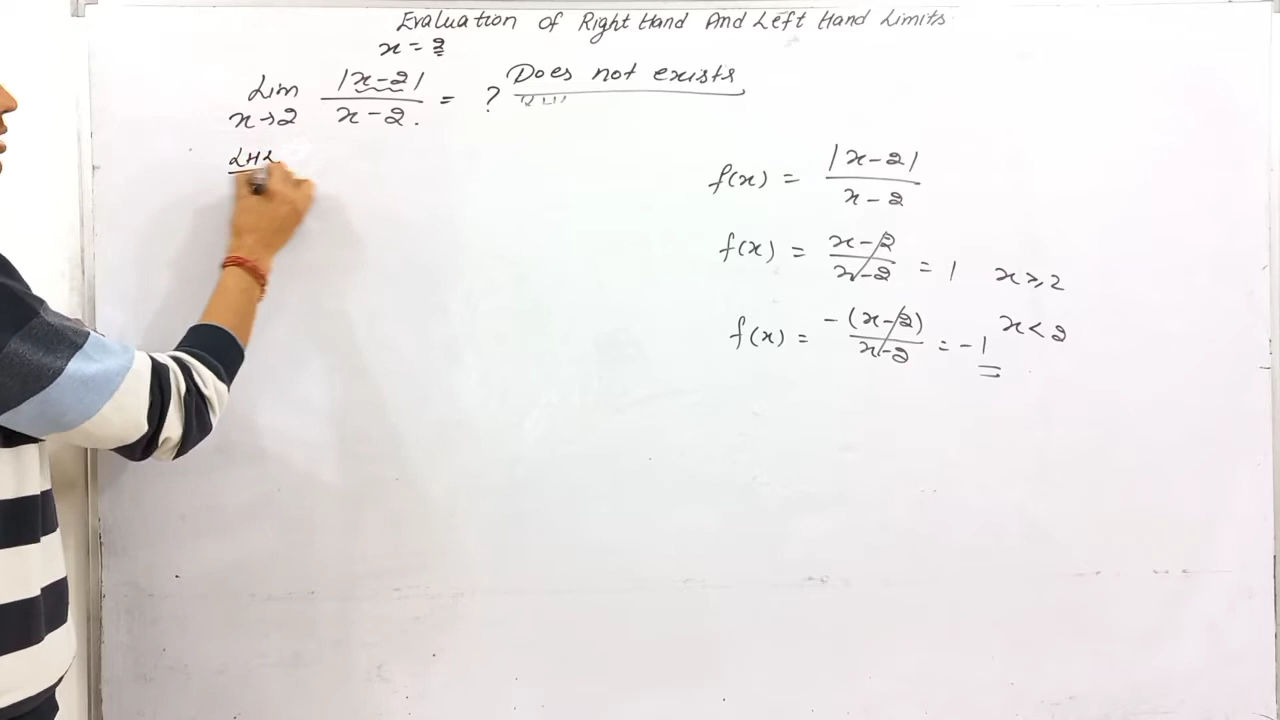 Evaluation of Right Hand And Left Hand Limits
x = 2
Lim x→2 |x-2| / x-2. = ? Does not exists
LHL
f(x) = |x-2| / x-2
f(x) = x-2 / x-2 = 1 x≥2
f(x) = -(x-2) / x-2 = -1 x<2